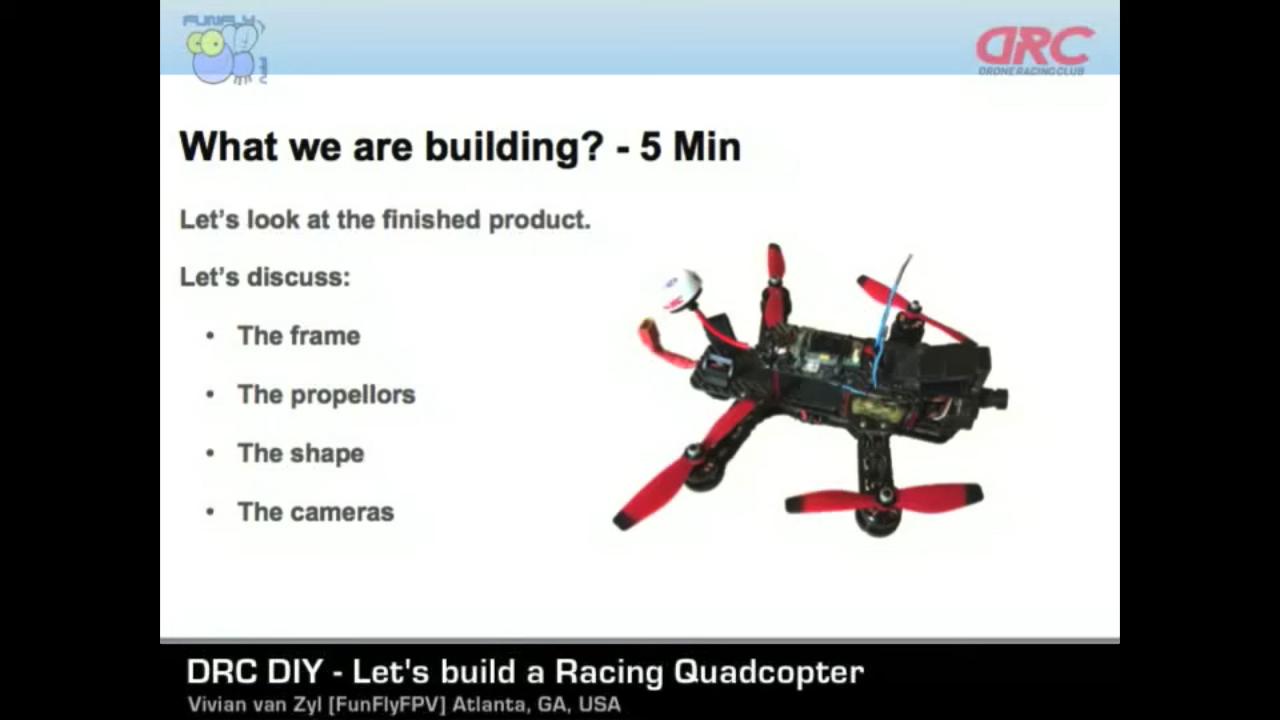 FUNFLY
DRC
DRONE RACING CLUB
What we are building? - 5 Min
Let's look at the finished product.
Let's discuss:
• The frame
• The propellors
• The shape
• The cameras
DRC DIY - Let's build a Racing Quadcopter
Vivian van Zyl [FunFlyFPV] Atlanta, GA, USA